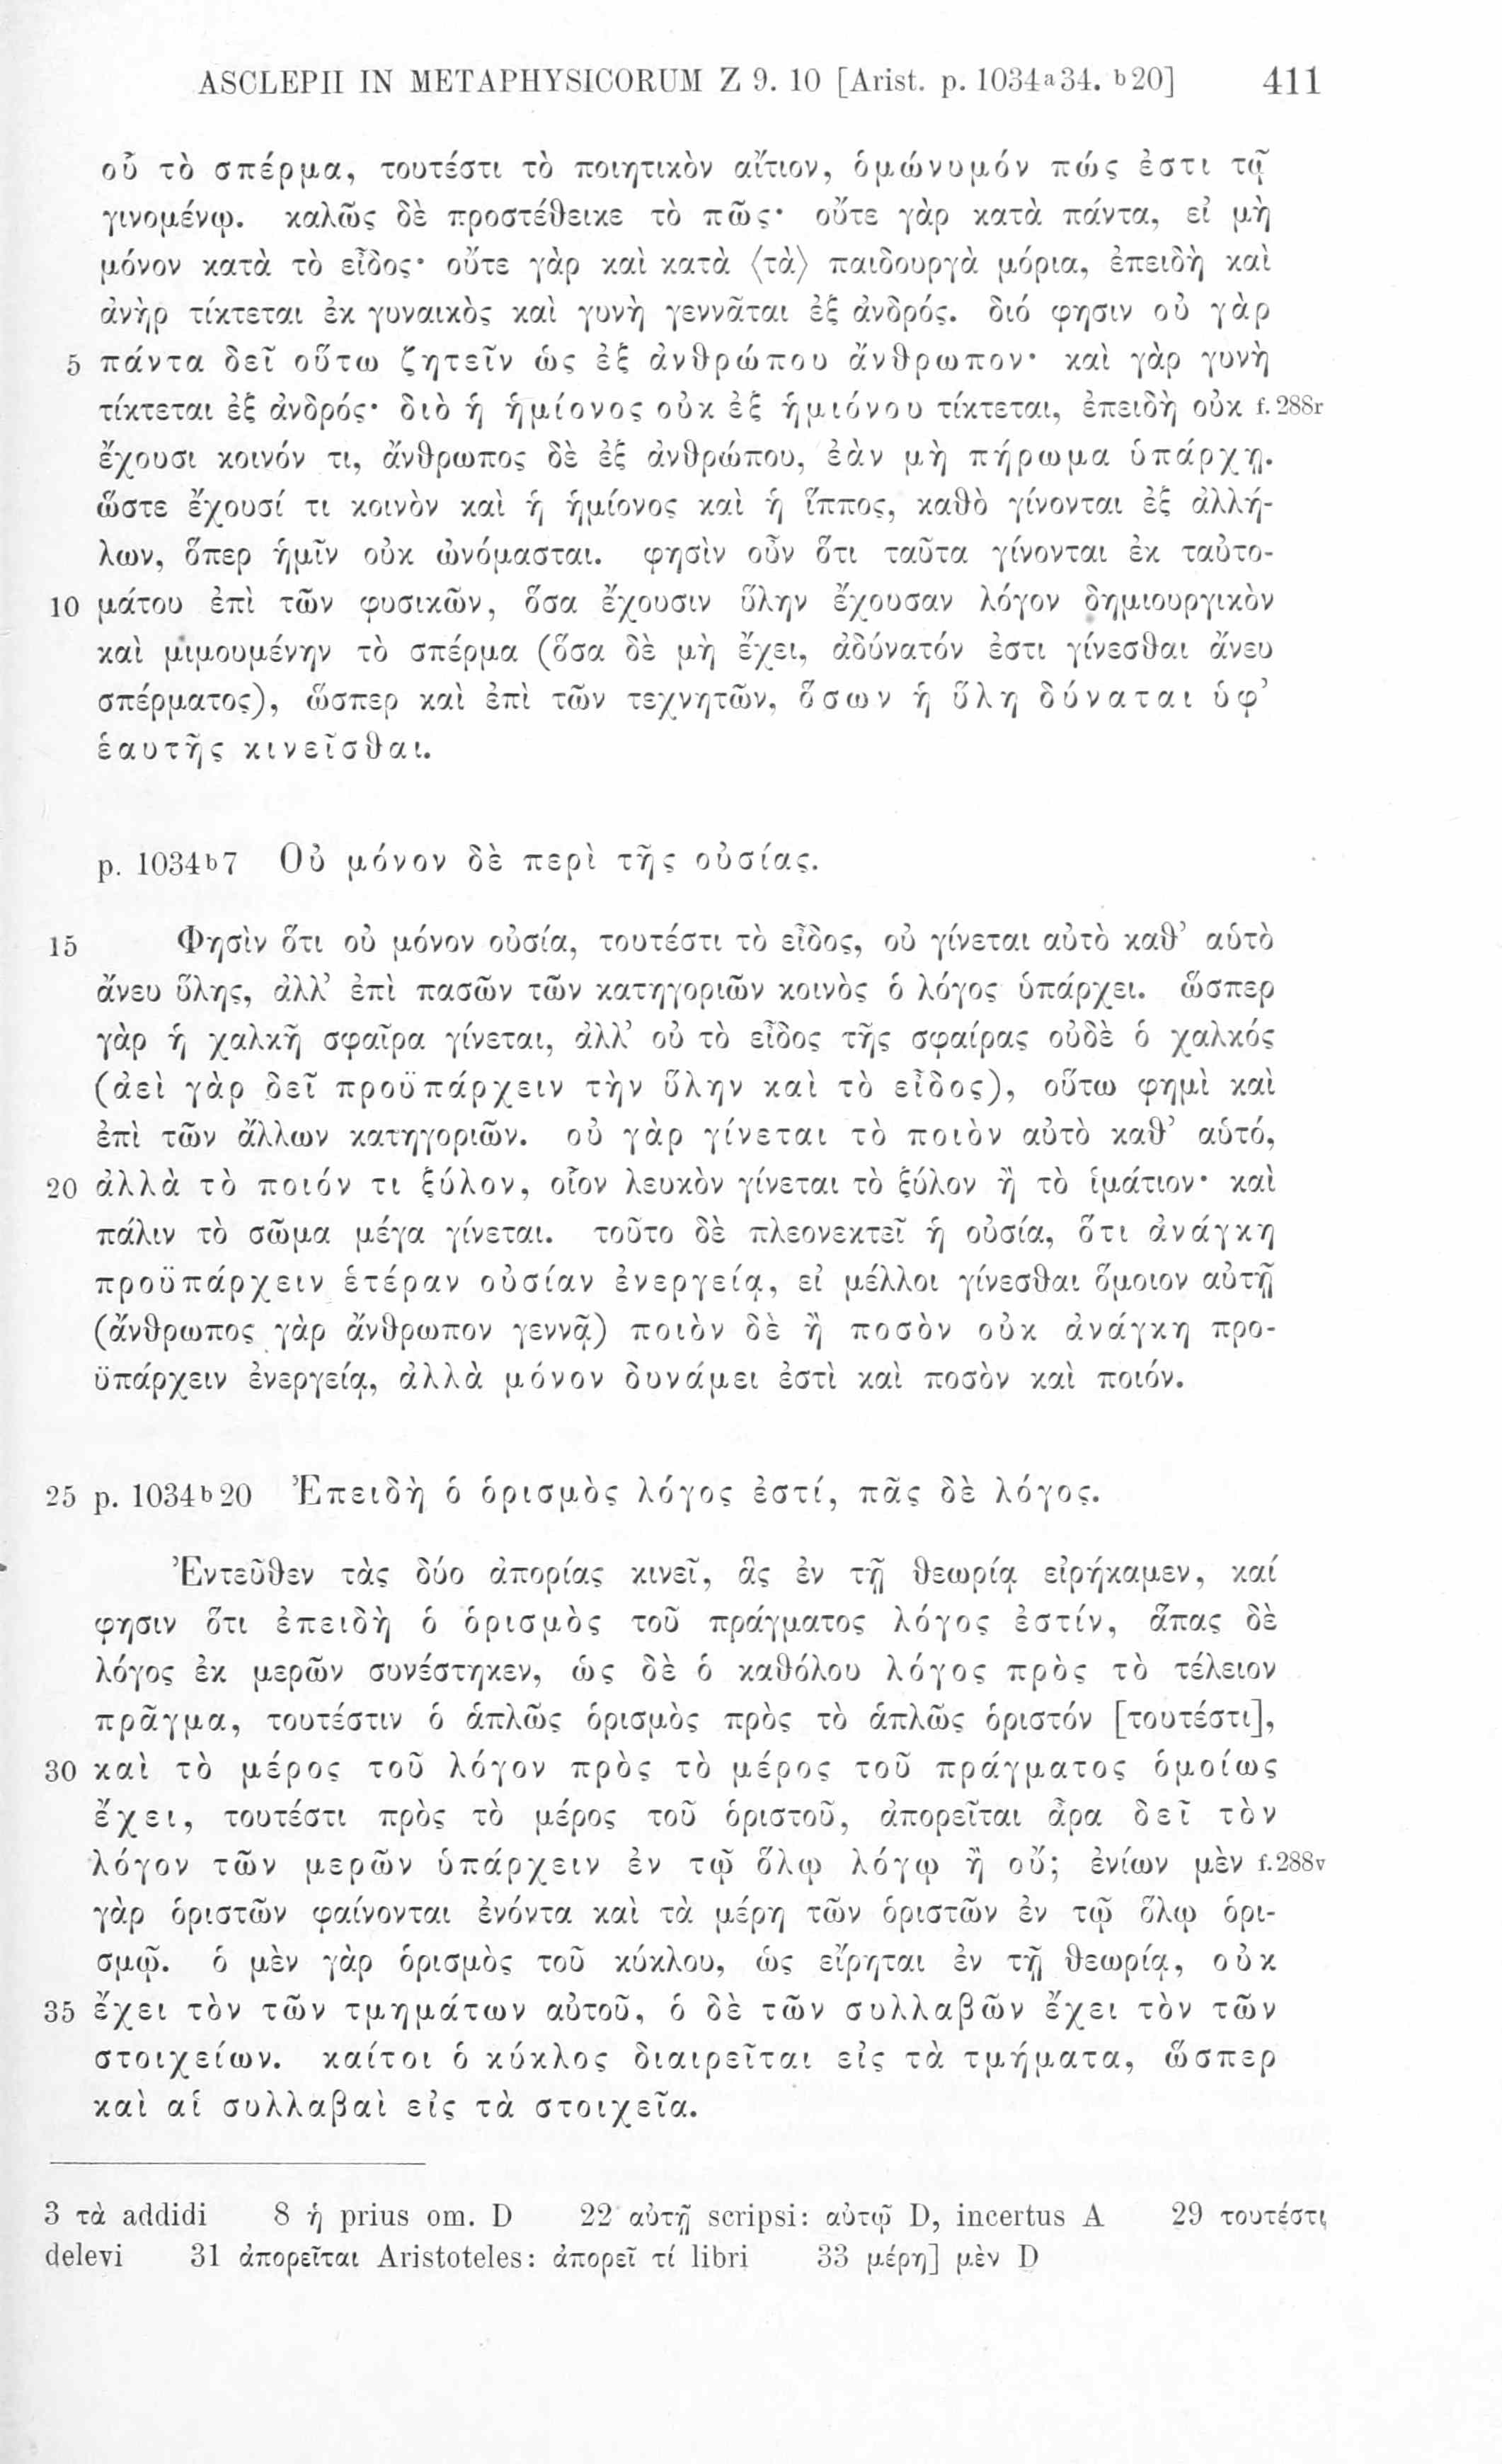 ASCLEPII IN METAPHYSICORUM Z 9. 10 [Arist. p. 1034a34. b20] 411
οὗ τὸ σπέρμα, τουτέστι τὸ ποιητικὸν αἴτιον, ὁμώνυμόν πώς ἐστι τῷ
γινομένῳ. καλῶς δὲ προστέθεικε τὸ πῶς· οὔτε γὰρ κατὰ πάντα, εἰ μὴ
μόνον κατὰ τὸ εἶδος· οὔτε γὰρ καὶ κατὰ ⟨τὰ⟩ παιδουργὰ μόρια, ἐπειδὴ καὶ
ἀνὴρ τίκτεται ἐκ γυναικὸς καὶ γυνὴ γεννᾶται ἐξ ἀνδρός. διό φησιν οὐ γὰρ
5 πάντα δεῖ οὕτω ζητεῖν ὡς ἐξ ἀνθρώπου ἄνθρωπον· καὶ γὰρ γυνὴ
τίκτεται ἐξ ἀνδρός· διὸ ἡ ἡμίονος οὐκ ἐξ ἡμιόνου τίκτεται, ἐπειδὴ οὐκ f. 288r
ἔχουσι κοινόν τι, ἄνθρωπος δὲ ἐξ ἀνθρώπου, ἐὰν μὴ πήρωμα ὑπάρχῃ.
ὥστε ἔχουσί τι κοινὸν καὶ ἡ ἡμίονος καὶ ἡ ἵππος, καθὸ γίνονται ἐξ ἀλλή-
λων, ὅπερ ἡμῖν οὐκ ὠνόμασται. φησὶν οὖν ὅτι ταῦτα γίνονται ἐκ ταὐτο-
10 μάτου ἐπὶ τῶν φυσικῶν, ὅσα ἔχουσιν ὕλην ἔχουσαν λόγον δημιουργικὸν
καὶ μιμουμένην τὸ σπέρμα (ὅσα δὲ μὴ ἔχει, ἀδύνατόν ἐστι γίνεσθαι ἄνευ
σπέρματος), ὥσπερ καὶ ἐπὶ τῶν τεχνητῶν, ὅσων ἡ ὕλη δύναται ὑφ’
ἑαυτῆς κινεῖσθαι.
p. 1034b7 Οὐ μόνον δὲ περὶ τῆς οὐσίας.
15 Φησὶν ὅτι οὐ μόνον οὐσία, τουτέστι τὸ εἶδος, οὐ γίνεται αὐτὸ καθ’ αὑτὸ
ἄνευ ὕλης, ἀλλ’ ἐπὶ πασῶν τῶν κατηγοριῶν κοινὸς ὁ λόγος ὑπάρχει. ὥσπερ
γὰρ ἡ χαλκῆ σφαῖρα γίνεται, ἀλλ’ οὐ τὸ εἶδος τῆς σφαίρας οὐδὲ ὁ χαλκός
(ἀεὶ γὰρ δεῖ προϋπάρχειν τὴν ὕλην καὶ τὸ εἶδος), οὕτω φημὶ καὶ
ἐπὶ τῶν ἄλλων κατηγοριῶν. οὐ γὰρ γίνεται τὸ ποιὸν αὐτὸ καθ’ αὑτό,
20 ἀλλὰ τὸ ποιόν τι ξύλον, οἷον λευκὸν γίνεται τὸ ξύλον ἢ τὸ ἱμάτιον· καὶ
πάλιν τὸ σῶμα μέγα γίνεται. τοῦτο δὲ πλεονεκτεῖ ἡ οὐσία, ὅτι ἀνάγκη
προϋπάρχειν ἑτέραν οὐσίαν ἐνεργείᾳ, εἰ μέλλοι γίνεσθαι ὅμοιον αὐτῇ
(ἄνθρωπος γὰρ ἄνθρωπον γεννᾷ) ποιὸν δὲ ἢ ποσὸν οὐκ ἀνάγκη προ-
ϋπάρχειν ἐνεργείᾳ, ἀλλὰ μόνον δυνάμει ἐστὶ καὶ ποσὸν καὶ ποιόν.
25 p. 1034b20 Ἐπειδὴ ὁ ὁρισμὸς λόγος ἐστί, πᾶς δὲ λόγος.
Ἐντεῦθεν τὰς δύο ἀπορίας κινεῖ, ἃς ἐν τῇ θεωρίᾳ εἰρήκαμεν, καί
φησιν ὅτι ἐπειδὴ ὁ ὁρισμὸς τοῦ πράγματος λόγος ἐστίν, ἅπας δὲ
λόγος ἐκ μερῶν συνέστηκεν, ὡς δὲ ὁ καθόλου λόγος πρὸς τὸ τέλειον
πρᾶγμα, τουτέστιν ὁ ἁπλῶς ὁρισμὸς πρὸς τὸ ἁπλῶς ὁριστόν [τουτέστι],
30 καὶ τὸ μέρος τοῦ λόγον πρὸς τὸ μέρος τοῦ πράγματος ὁμοίως
ἔχει, τουτέστι πρὸς τὸ μέρος τοῦ ὁριστοῦ, ἀπορεῖται ἆρα δεῖ τὸν
λόγον τῶν μερῶν ὑπάρχειν ἐν τῷ ὅλῳ λόγῳ ἢ οὔ; ἐνίων μὲν f. 288v
γὰρ ὁριστῶν φαίνονται ἐνόντα καὶ τὰ μέρη τῶν ὁριστῶν ἐν τῷ ὅλῳ ὁρι-
σμῷ. ὁ μὲν γὰρ ὁρισμὸς τοῦ κύκλου, ὡς εἴρηται ἐν τῇ θεωρίᾳ, οὐκ
35 ἔχει τὸν τῶν τμημάτων αὐτοῦ, ὁ δὲ τῶν συλλαβῶν ἔχει τὸν τῶν
στοιχείων. καίτοι ὁ κύκλος διαιρεῖται εἰς τὰ τμήματα, ὥσπερ
καὶ αἱ συλλαβαὶ εἰς τὰ στοιχεῖα.
3 τὰ addidi 8 ἡ prius om. D 22 αὐτῇ scripsi: αὐτῷ D, incertus A 29 τουτέστι
delevi 31 ἀπορεῖται Aristoteles: ἀπορεῖ τί libri 33 μέρη] μὲν D